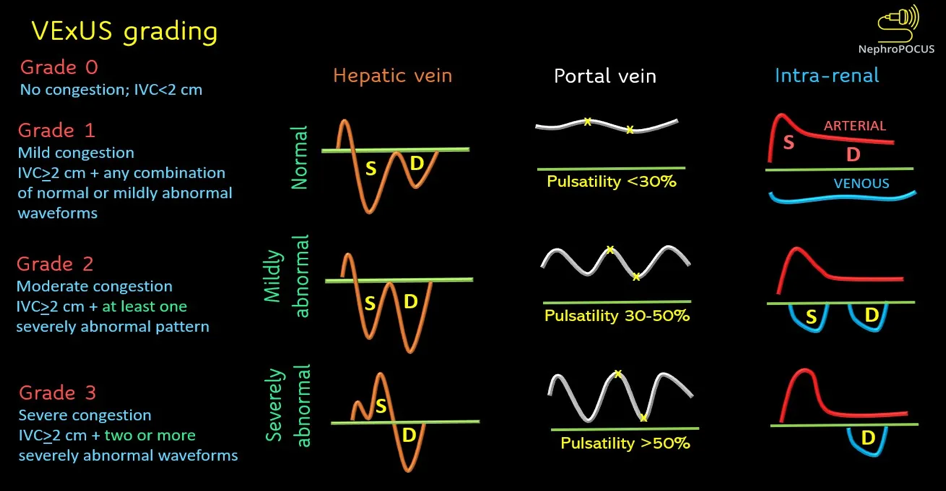 VExUS grading
NephroPOCUS
Grade 0
No congestion; IVC<2 cm
Grade 1
Mild congestion
IVC≥2 cm + any combination
of normal or mildly abnormal
waveforms
Grade 2
Moderate congestion
IVC≥2 cm + at least one
severely abnormal pattern
Grade 3
Severe congestion
IVC≥2 cm + two or more
severely abnormal waveforms
Hepatic vein
Portal vein
Intra-renal
Normal
S D
Pulsatility <30%
ARTERIAL
S D
VENOUS
Mildly
abnormal
S D
Pulsatility 30-50%
S D
Severely
abnormal
S
D
Pulsatility >50%
D